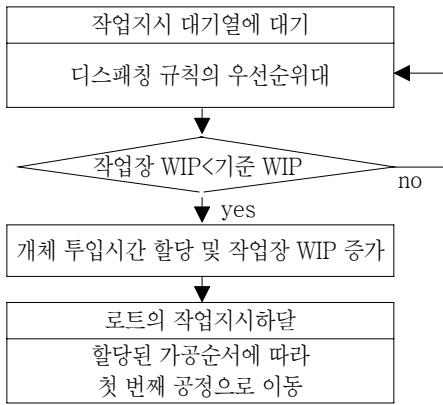 작업지시 대기열에 대기
디스패칭 규칙의 우선순위대
작업장 WIP<기준 WIP
no
yes
개체 투입시간 할당 및 작업장 WIP 증가
로트의 작업지시하달
할당된 가공순서에 따라
첫 번째 공정으로 이동